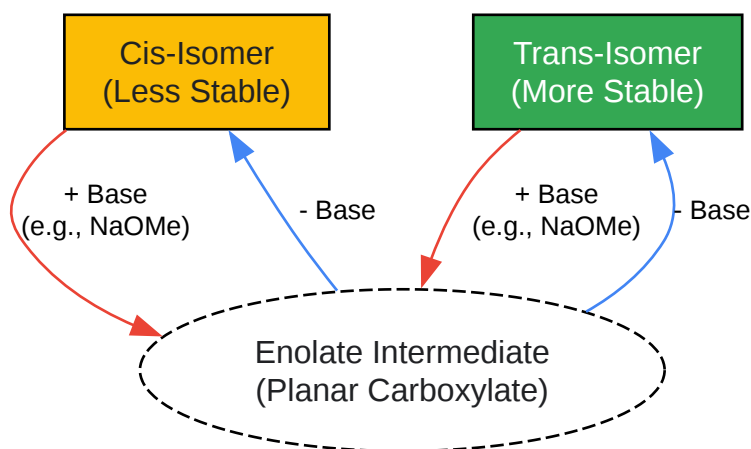 Cis-Isomer
(Less Stable)
Trans-Isomer
(More Stable)
+ Base
(e.g., NaOMe)
- Base
+ Base
(e.g., NaOMe)
- Base
Enolate Intermediate
(Planar Carboxylate)